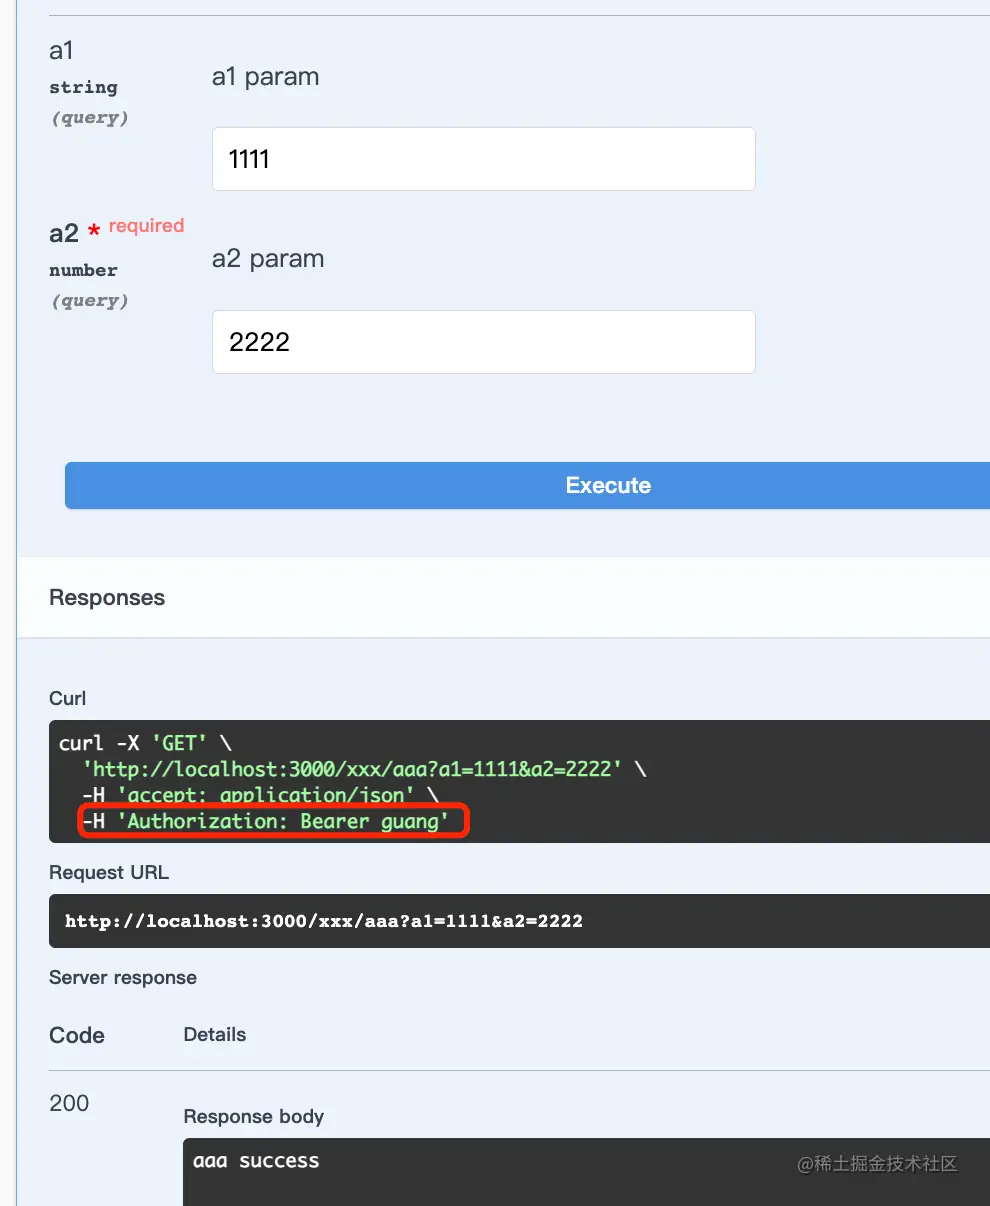 a1
string
(query)
a1 param
1111
a2 * required
number
(query)
a2 param
2222
Execute
Responses
Curl
curl -X 'GET' \
'http://localhost:3000/xxx/aaa?a1=1111&a2=2222' \
-H 'accept: application/json' \
-H 'Authorization: Bearer guang'
Request URL
http://localhost:3000/xxx/aaa?a1=1111&a2=2222
Server response
Code Details
200
Response body
aaa success
@稀土掘金技术社区